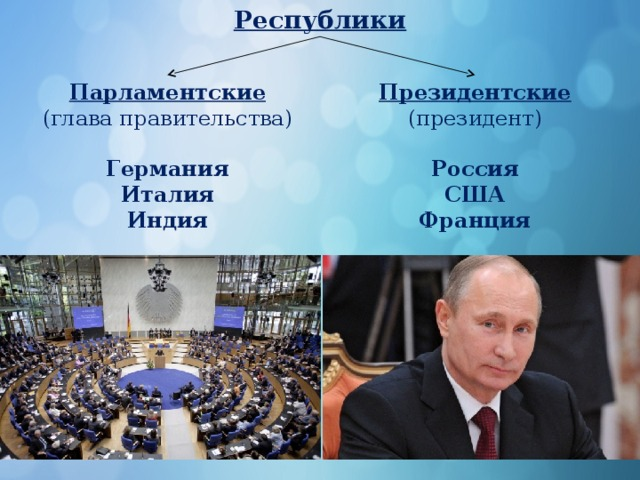 Республики
Парламентские
(глава правительства)
Германия
Италия
Индия
Президентские
(президент)
Россия
США
Франция